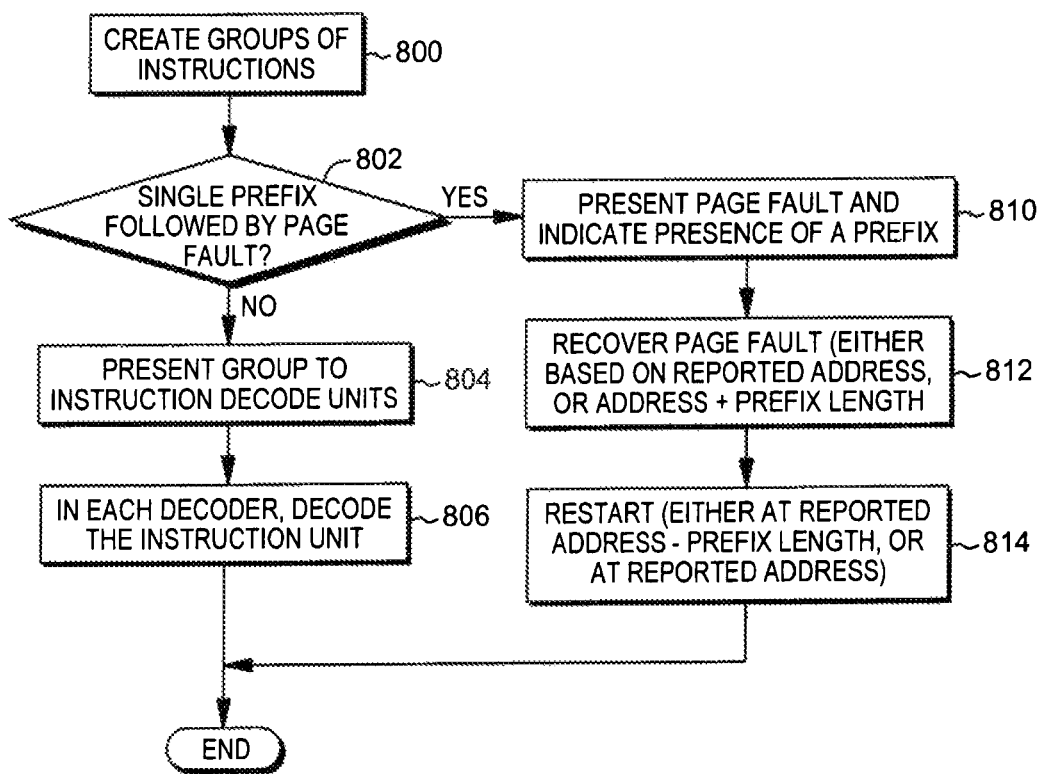 CREATE GROUPS OF
INSTRUCTIONS
800
802
SINGLE PREFIX
FOLLOWED BY PAGE
FAULT?
YES
NO
PRESENT PAGE FAULT AND
INDICATE PRESENCE OF A PREFIX
810
PRESENT GROUP TO
INSTRUCTION DECODE UNITS
804
RECOVER PAGE FAULT (EITHER
BASED ON REPORTED ADDRESS,
OR ADDRESS + PREFIX LENGTH
812
IN EACH DECODER, DECODE
THE INSTRUCTION UNIT
806
RESTART (EITHER AT REPORTED
ADDRESS - PREFIX LENGTH, OR
AT REPORTED ADDRESS)
814
END